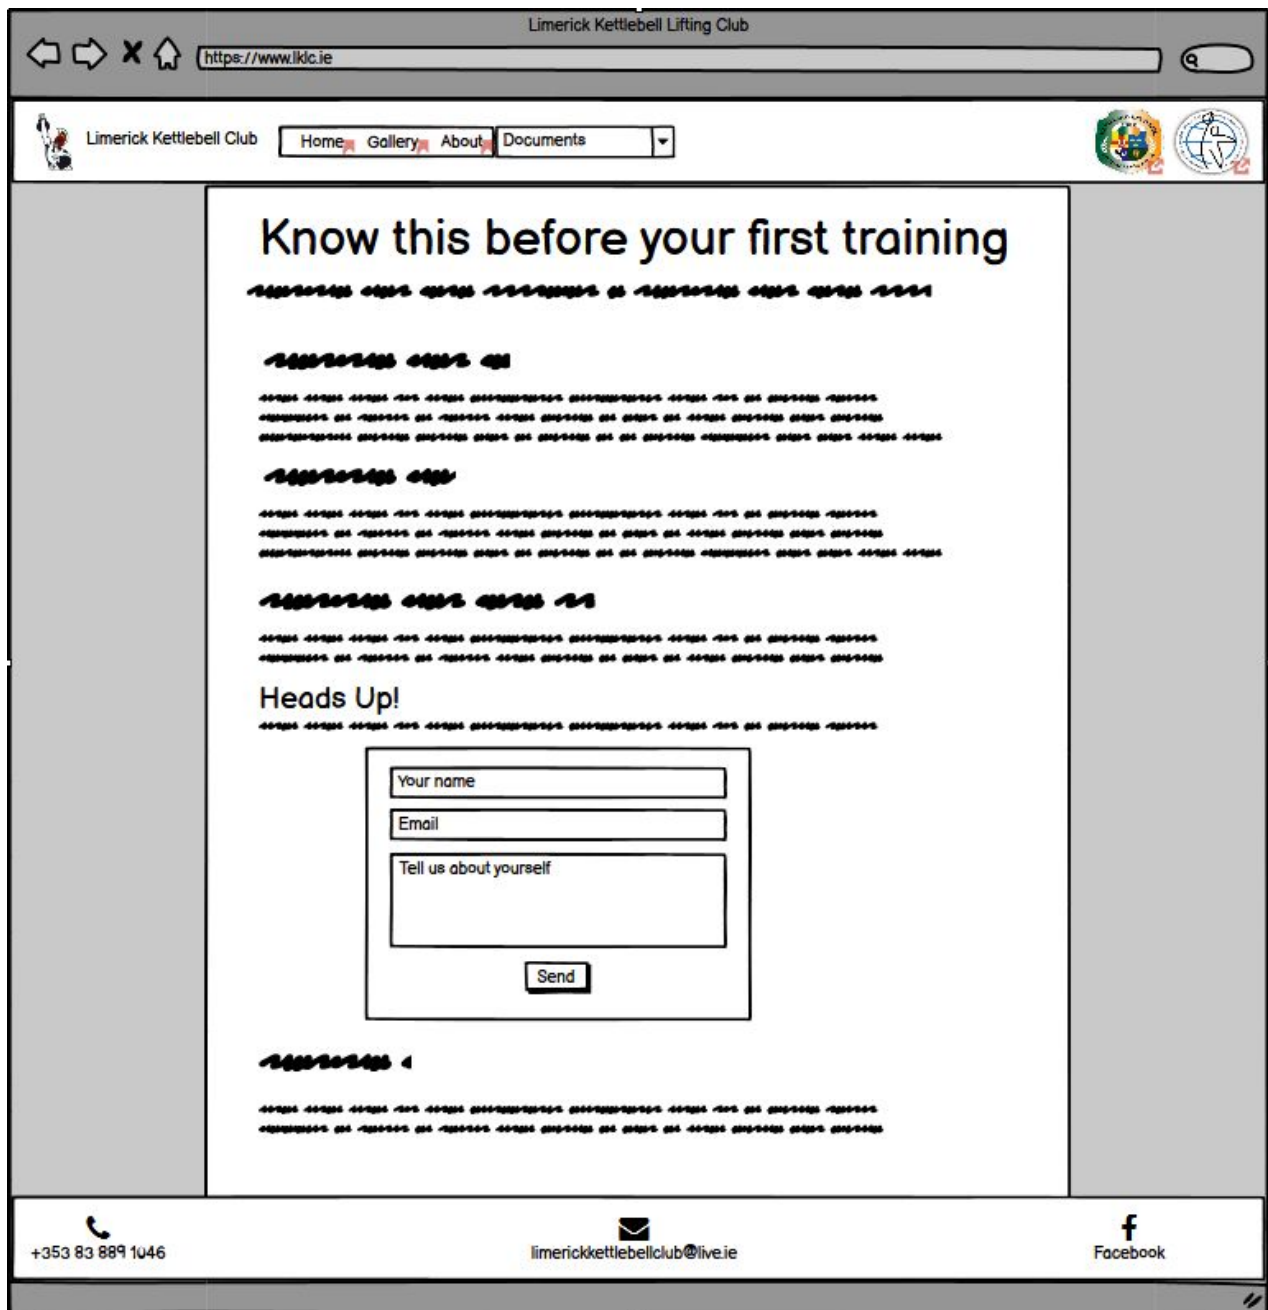 Limerick Kettlebell Lifting Club
https://www.lklc.ie
Limerick Kettlebell Club Home Gallery About Documents
Know this before your first training
Heads Up!
Your name
Email
Tell us about yourself
Send
+353 83 889 1046 limerickkettlebellclub@live.ie Facebook